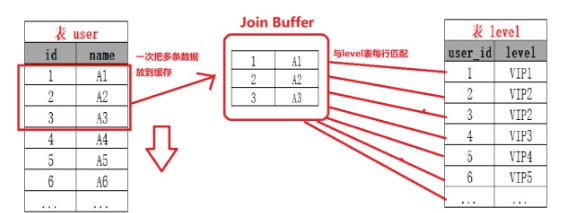 表 user
id name
1 A1
2 A2
3 A3
4 A4
5 A5
6 A6
... ...
一次把多条数据
放到缓存
Join Buffer
1 A1
2 A2
3 A3
与level表每行匹配
表 level
user_id level
1 VIP1
2 VIP2
3 VIP2
4 VIP3
5 VIP4
6 VIP5
... ...